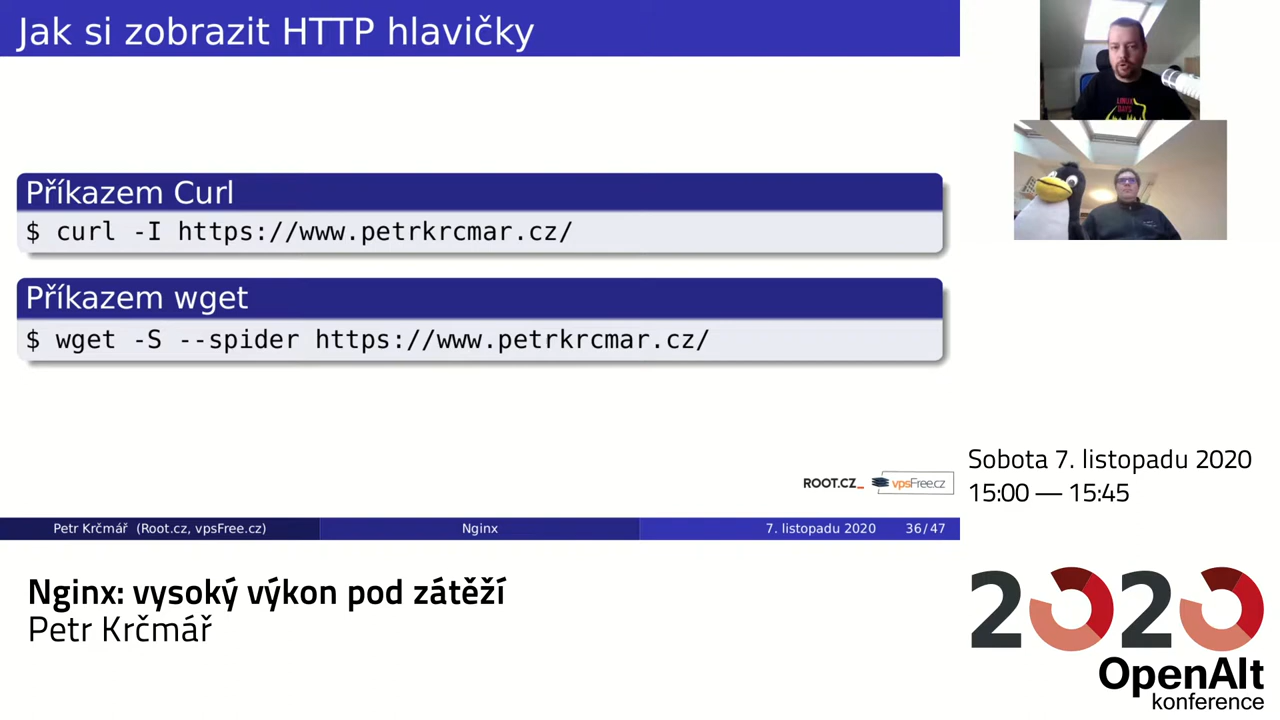 Jak si zobrazit HTTP hlavičky
Příkazem Curl
$ curl -I https://www.petrkrcmar.cz/
Příkazem wget
$ wget -S --spider https://www.petrkrcmar.cz/
ROOT.CZ_ vpsFree.cz
Petr Krčmář (Root.cz, vpsFree.cz) Nginx 7. listopadu 2020 36/47
LINUX
DAYS
Sobota 7. listopadu 2020
15:00 — 15:45
Nginx: vysoký výkon pod zátěží
Petr Krčmář
2020
OpenAlt
konference